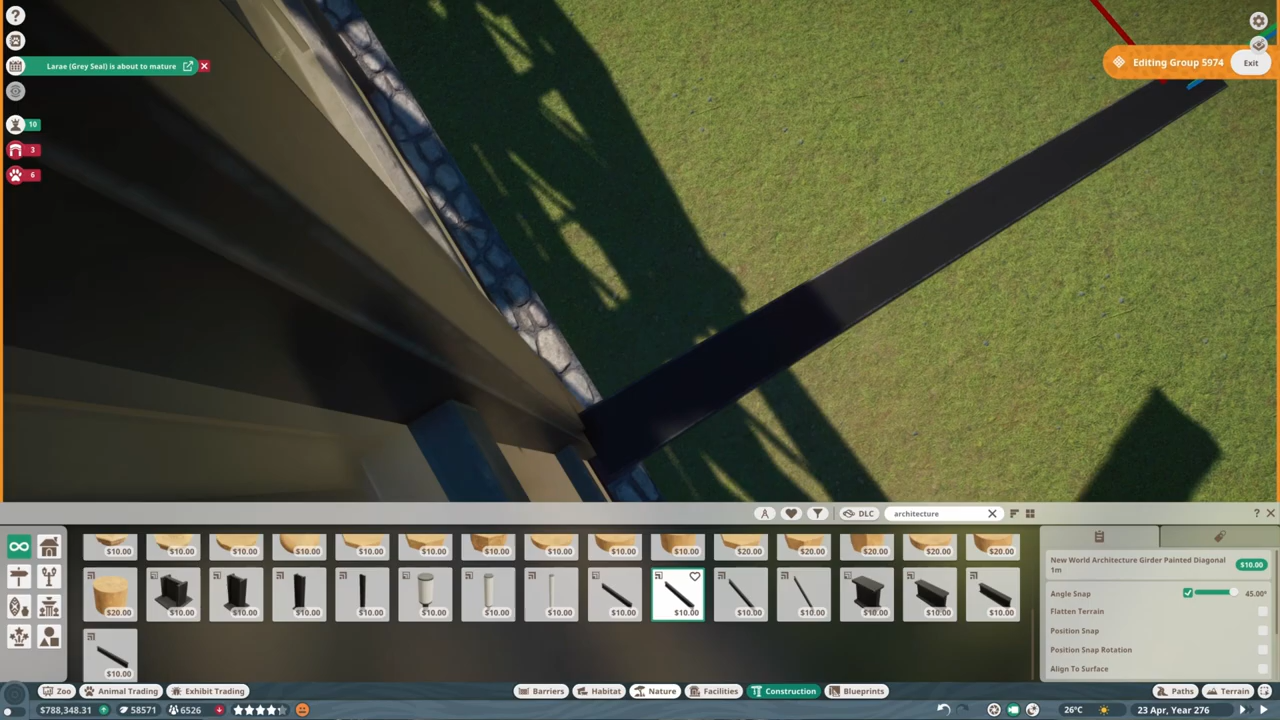 ?
Larae (Grey Seal) is about to mature
Editing Group 5974
Exit
10
3
6
DLC
architecture
?
$10.00 $10.00 $10.00 $10.00 $10.00 $10.00 $10.00 $10.00 $10.00 $10.00 $20.00 $20.00 $20.00 $20.00 $20.00
$20.00 $10.00 $10.00 $10.00 $10.00 $10.00 $10.00 $10.00 $10.00 $10.00 $10.00 $10.00 $10.00 $10.00 $10.00
$10.00
New World Architecture Girder Painted Diagonal
1m
$10.00
Angle Snap
45.00°
Flatten Terrain
Position Snap
Position Snap Rotation
Align To Surface
Zoo Animal Trading Exhibit Trading Barriers Habitat Nature Facilities Construction Blueprints Paths Terrain
$788,348.31 58571 6526 26°C 23 Apr, Year 276